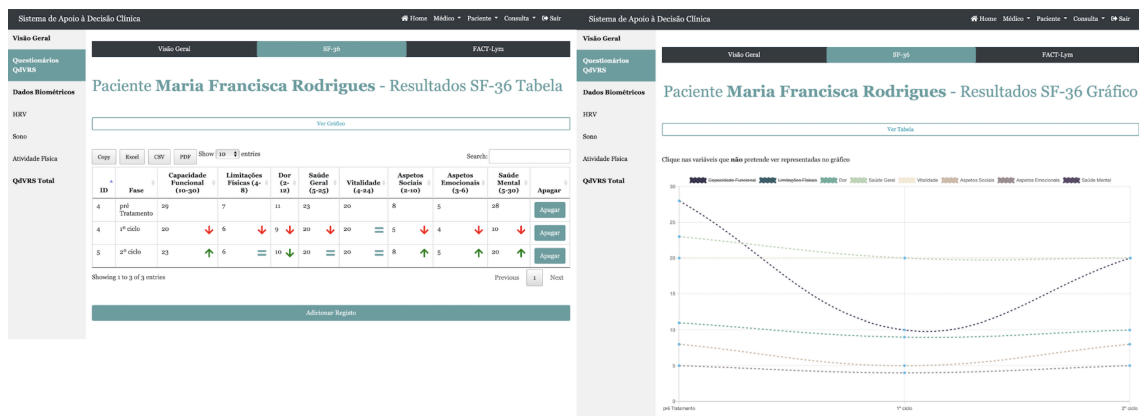 Sistema de Apoio à Decisão Clínica
Home Médico Paciente Consulta Sair
Visão Geral
Questionários
QdVRS
Dados Biométricos
HRV
Sono
Atividade Física
QdVRS Total
Visão Geral SF-36 FACT-Lym
Paciente Maria Francisca Rodrigues - Resultados SF-36 Tabela
Ver Gráfico
Copy Excel CSV PDF Show 10 entries Search:
ID Fase Capacidade Funcional (10-30) Limitações Físicas (4-8) Dor (2-12) Saúde Geral (5-25) Vitalidade (4-24) Aspetos Sociais (2-10) Aspetos Emocionais (3-6) Saúde Mental (5-30) Apagar
4 pré Tratamento 29 7 11 23 20 8 5 28 Apagar
4 1º ciclo 20 6 9 20 20 5 4 10 Apagar
5 2º ciclo 23 6 10 20 20 8 5 20 Apagar
Showing 1 to 3 of 3 entries Previous 1 Next
Adicionar Registo
Sistema de Apoio à Decisão Clínica
Home Médico Paciente Consulta Sair
Visão Geral
Questionários
QdVRS
Dados Biométricos
HRV
Sono
Atividade Física
QdVRS Total
Visão Geral SF-36 FACT-Lym
Paciente Maria Francisca Rodrigues - Resultados SF-36 Gráfico
Ver Tabela
Clique nas variáveis que não pretende ver representadas no gráfico
Capacidade Funcional Limitações Físicas Dor Saúde Geral Vitalidade Aspetos Sociais Aspetos Emocionais Saúde Mental
30
25
20
15
10
5
0
pré Tratamento 1º ciclo 2º ciclo